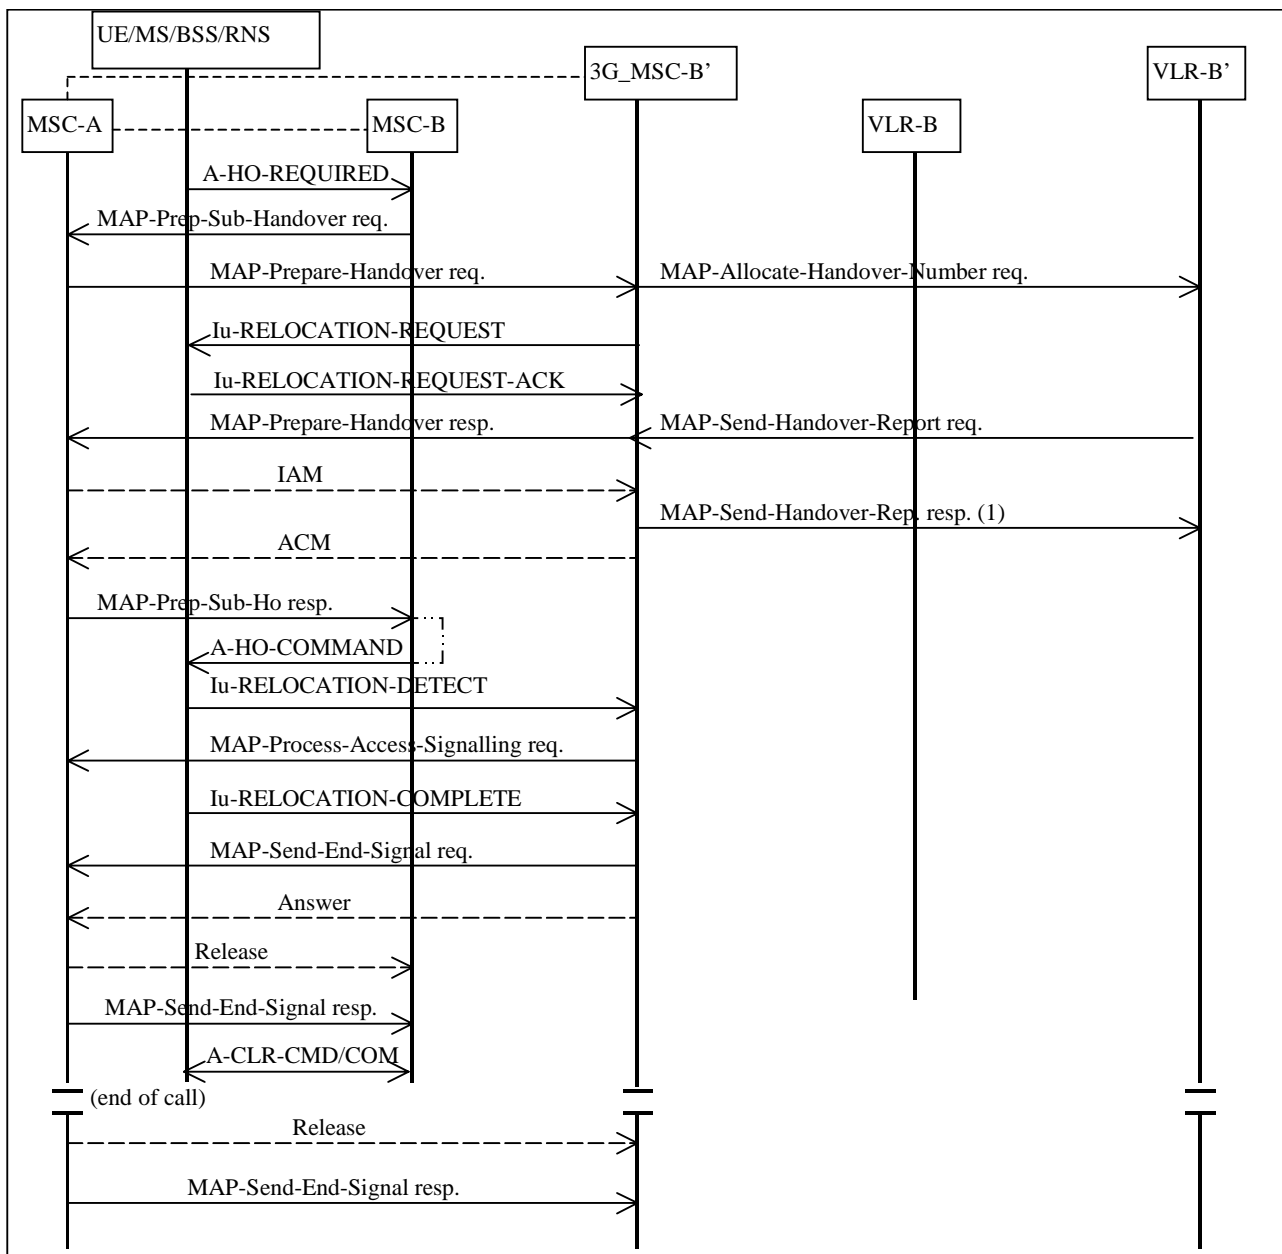 UE/MS/BSS/RNS
3G_MSC-B’
VLR-B’
MSC-A
MSC-B
VLR-B
A-HO-REQUIRED
MAP-Prep-Sub-Handover req.
MAP-Prepare-Handover req.
MAP-Allocate-Handover-Number req.
Iu-RELOCATION-REQUEST
Iu-RELOCATION-REQUEST-ACK
MAP-Prepare-Handover resp.
MAP-Send-Handover-Report req.
IAM
MAP-Send-Handover-Rep. resp. (1)
ACM
MAP-Prep-Sub-Ho resp.
A-HO-COMMAND
Iu-RELOCATION-DETECT
MAP-Process-Access-Signalling req.
Iu-RELOCATION-COMPLETE
MAP-Send-End-Signal req.
Answer
Release
MAP-Send-End-Signal resp.
A-CLR-CMD/COM
(end of call)
Release
MAP-Send-End-Signal resp.